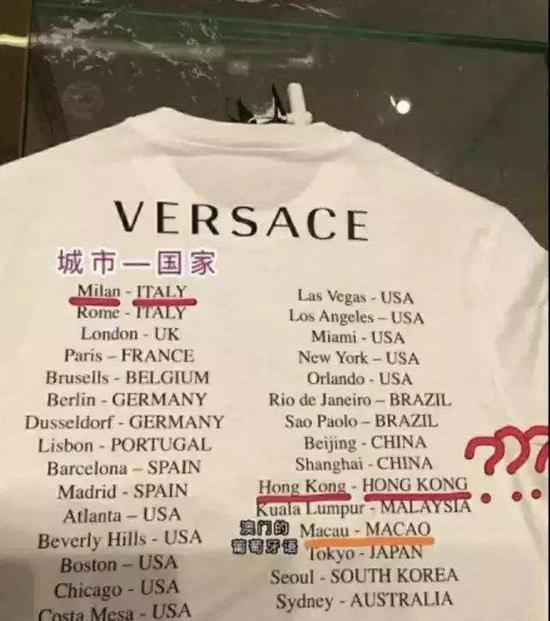 VERSACE
城市—国家
Milan - ITALY
Rome - ITALY
London - UK
Paris – FRANCE
Brusells - BELGIUM
Berlin - GERMANY
Dusseldorf - GERMANY
Lisbon - PORTUGAL
Barcelona – SPAIN
Madrid - SPAIN
Atlanta – USA
Beverly Hills - USA
Boston – USA
Chicago - USA
Costa Mesa - USA
Las Vegas - USA
Los Angeles – USA
Miami - USA
New York – USA
Orlando - USA
Rio de Janeiro – BRAZIL
Sao Paolo – BRAZIL
Beijing - CHINA
Shanghai - CHINA
Hong Kong - HONG KONG
???
Kuala Lumpur - MALAYSIA
澳门的
葡萄牙语
Macau - MACAO
Tokyo - JAPAN
Seoul - SOUTH KOREA
Sydney - AUSTRALIA